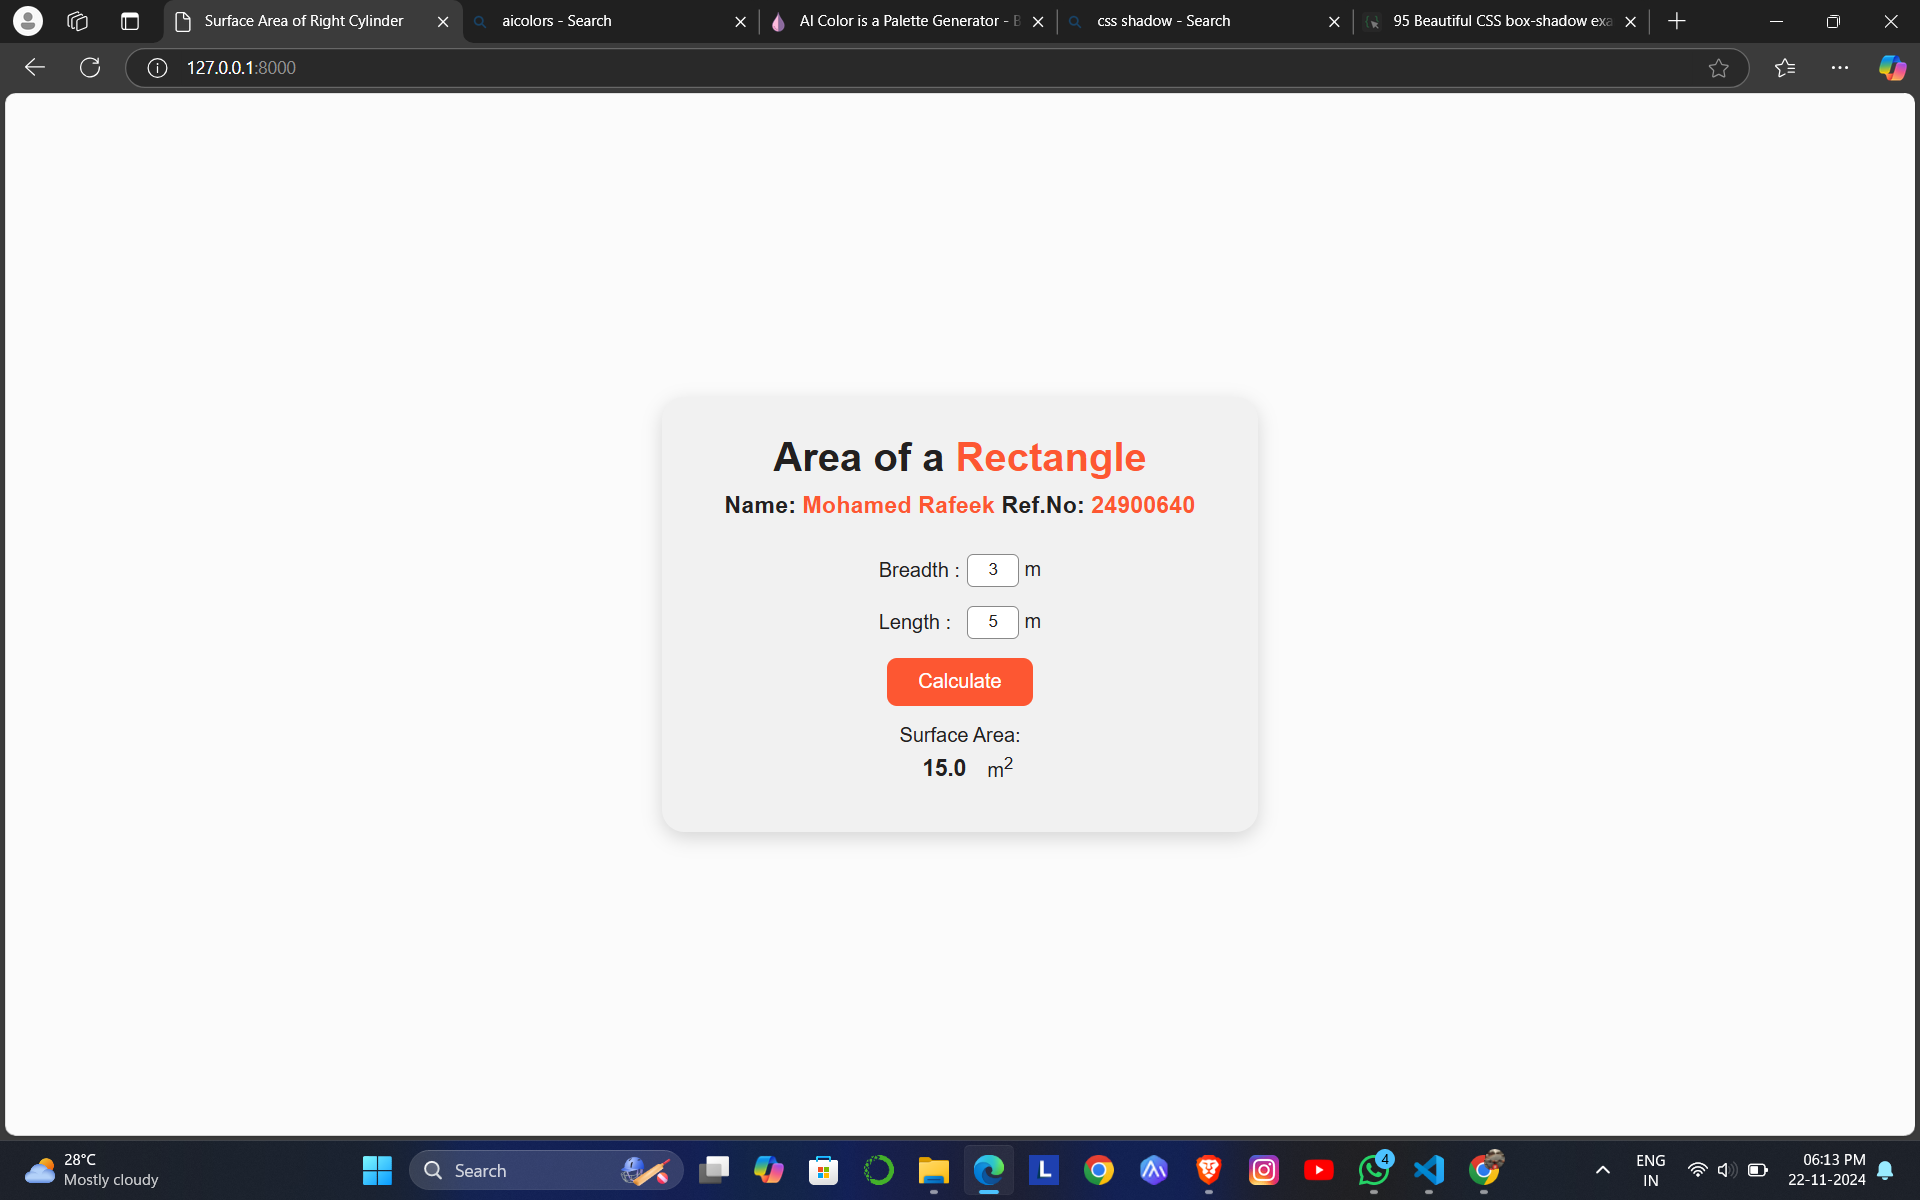 Surface Area of Right Cylinder
aicolors - Search
AI Color is a Palette Generator -
css shadow - Search
95 Beautiful CSS box-shadow exa
127.0.0.1:8000
Area of a Rectangle
Name: Mohamed Rafeek Ref.No: 24900640
Breadth : 3 m
Length : 5 m
Calculate
Surface Area:
15.0 m²
28°C
Mostly cloudy
Search
L
4
ENG
IN
06:13 PM
22-11-2024